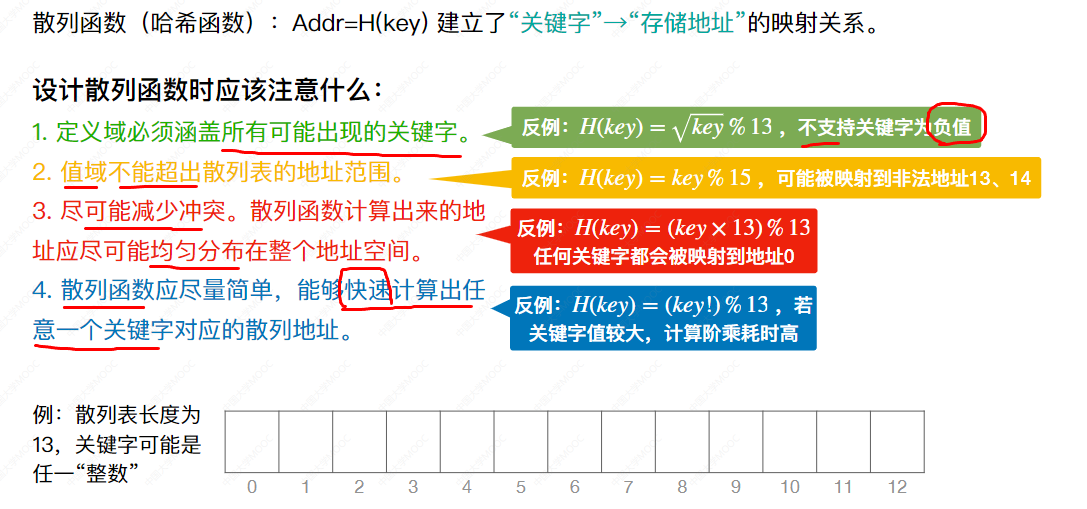 散列函数（哈希函数）：Addr=H(key) 建立了“关键字”→“存储地址”的映射关系。
设计散列函数时应该注意什么：
1. 定义域必须涵盖所有可能出现的关键字。
反例：H(key) = √key % 13 ，不支持关键字为负值
2. 值域不能超出散列表的地址范围。
反例：H(key) = key % 15 ，可能被映射到非法地址13、14
3. 尽可能减少冲突。散列函数计算出来的地
址应尽可能均匀分布在整个地址空间。
反例：H(key) = (key × 13) % 13
任何关键字都会被映射到地址0
4. 散列函数应尽量简单，能够快速计算出任
意一个关键字对应的散列地址。
反例：H(key) = (key!) % 13 ，若
关键字值较大，计算阶乘耗时高
例：散列表长度为
13，关键字可能是
任一“整数”
0 1 2 3 4 5 6 7 8 9 10 11 12